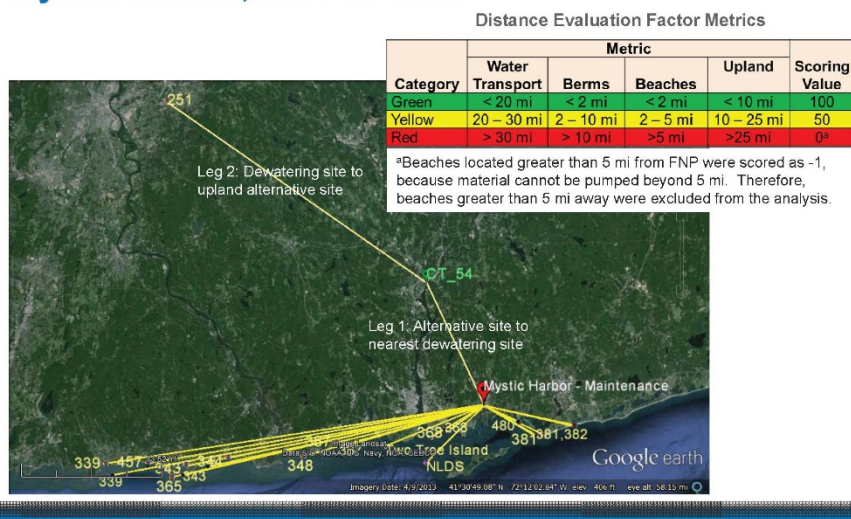 Distance Evaluation Factor Metrics
Metric
Category Water Transport Berms Beaches Upland Scoring Value
Green < 20 mi < 2 mi < 2 mi < 10 mi 100
Yellow 20 – 30 mi 2 – 10 mi 2 – 5 mi 10 – 25 mi 50
Red > 30 mi > 10 mi >5 mi >25 mi 0ᵃ
ᵃBeaches located greater than 5 mi from FNP were scored as -1,
because material cannot be pumped beyond 5 mi. Therefore,
beaches greater than 5 mi away were excluded from the analysis.
251
Leg 2: Dewatering site to
upland alternative site
CT_54
Leg 1: Alternative site to
nearest dewatering site
Mystic Harbor - Maintenance
368
480
381
381,382
Island
NLDS
339
457
343
344
348
339
343
365
Google earth
Imagery Date: 4/9/2013 41°30'49.08" N 72°12'02.84" W elev 406 ft eye alt 58.15 mi